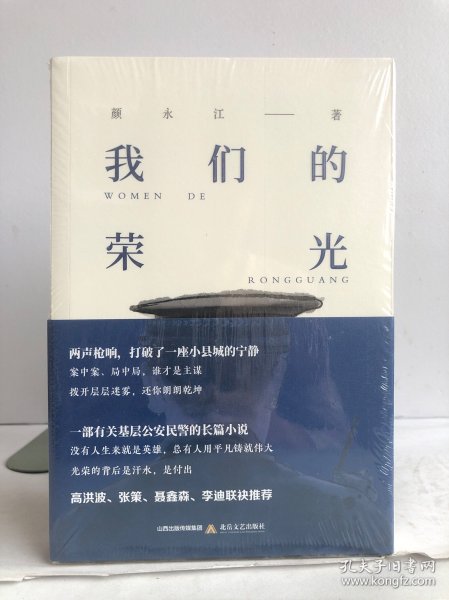 颜永江——著
我们的
WOMEN DE
荣光
RONGGUANG
两声枪响，打破了一座小县城的宁静
案中案、局中局，谁才是主谋
拨开层层迷雾，还你朗朗乾坤
一部有关基层公安民警的长篇小说
没有人生来就是英雄，总有人用平凡铸就伟大
光荣的背后是汗水，是付出
高洪波、张策、聂鑫森、李迪联袂推荐
山西出版传媒集团 北岳文艺出版社
孔夫子旧书网
kongfz.com